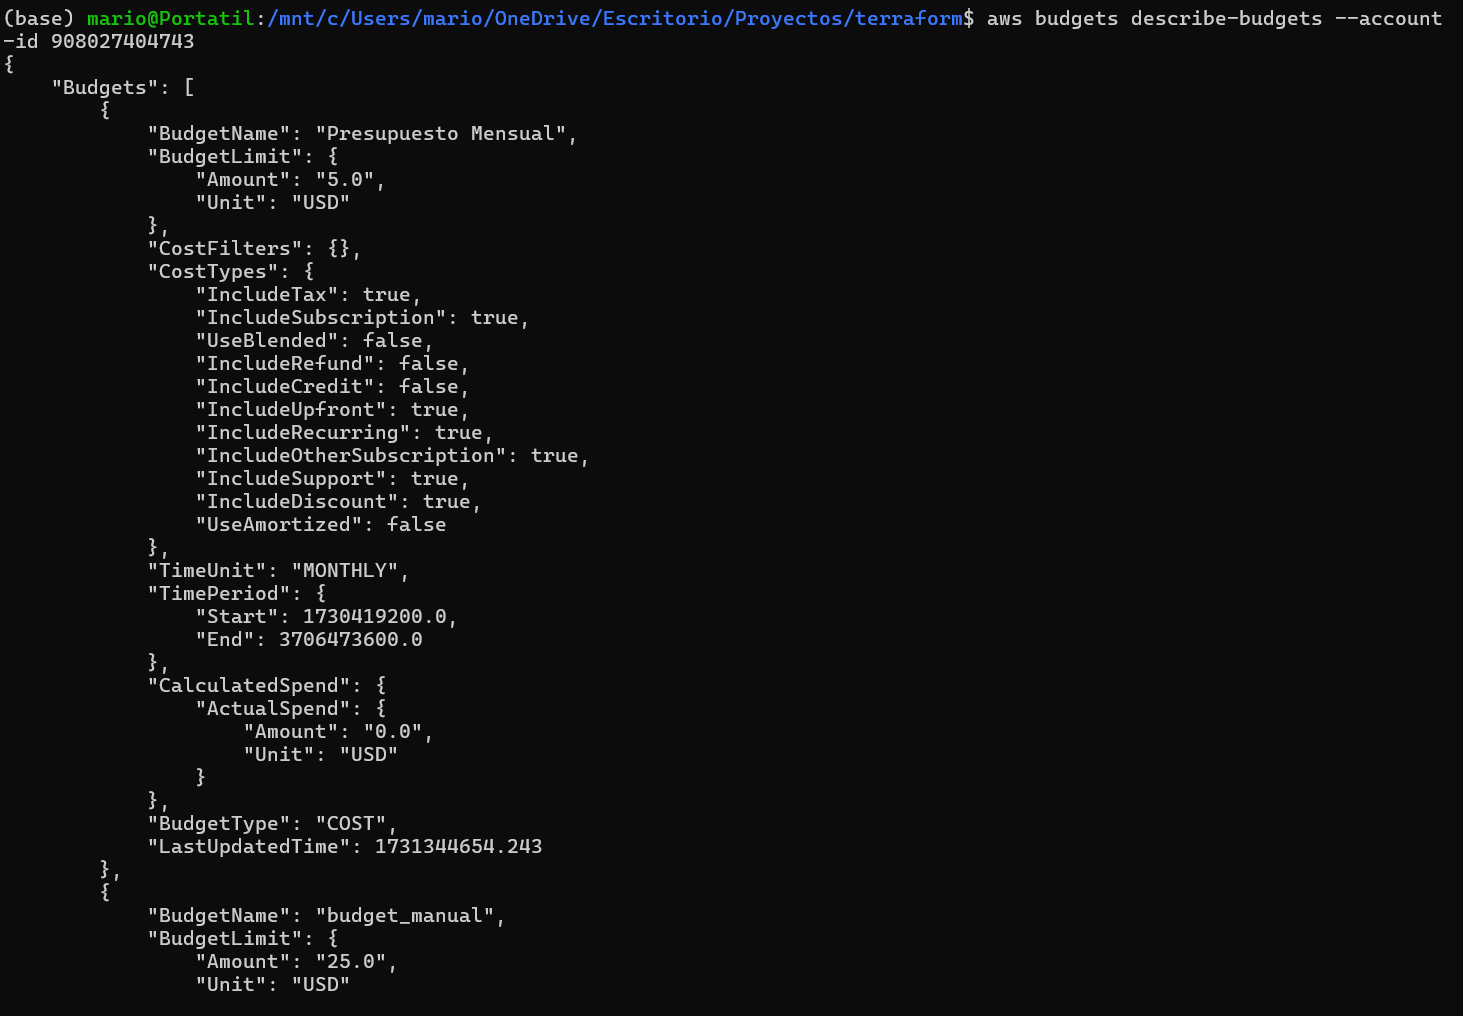 (base) mario@Portatil:/mnt/c/Users/mario/OneDrive/Escritorio/Proyectos/terraform$ aws budgets describe-budgets --account
-id 908027404743
{
    "Budgets": [
        {
            "BudgetName": "Presupuesto Mensual",
            "BudgetLimit": {
                "Amount": "5.0",
                "Unit": "USD"
            },
            "CostFilters": {},
            "CostTypes": {
                "IncludeTax": true,
                "IncludeSubscription": true,
                "UseBlended": false,
                "IncludeRefund": false,
                "IncludeCredit": false,
                "IncludeUpfront": true,
                "IncludeRecurring": true,
                "IncludeOtherSubscription": true,
                "IncludeSupport": true,
                "IncludeDiscount": true,
                "UseAmortized": false
            },
            "TimeUnit": "MONTHLY",
            "TimePeriod": {
                "Start": 1730419200.0,
                "End": 3706473600.0
            },
            "CalculatedSpend": {
                "ActualSpend": {
                    "Amount": "0.0",
                    "Unit": "USD"
                }
            },
            "BudgetType": "COST",
            "LastUpdatedTime": 1731344654.243
        },
        {
            "BudgetName": "budget_manual",
            "BudgetLimit": {
                "Amount": "25.0",
                "Unit": "USD"